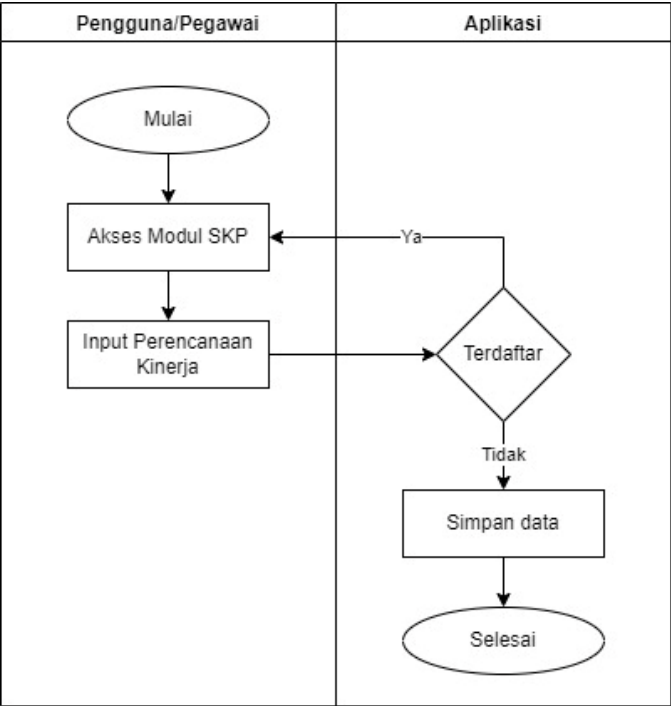 Pengguna/Pegawai
Aplikasi
Mulai
Akses Modul SKP
Ya
Input Perencanaan
Kinerja
Terdaftar
Tidak
Simpan data
Selesai